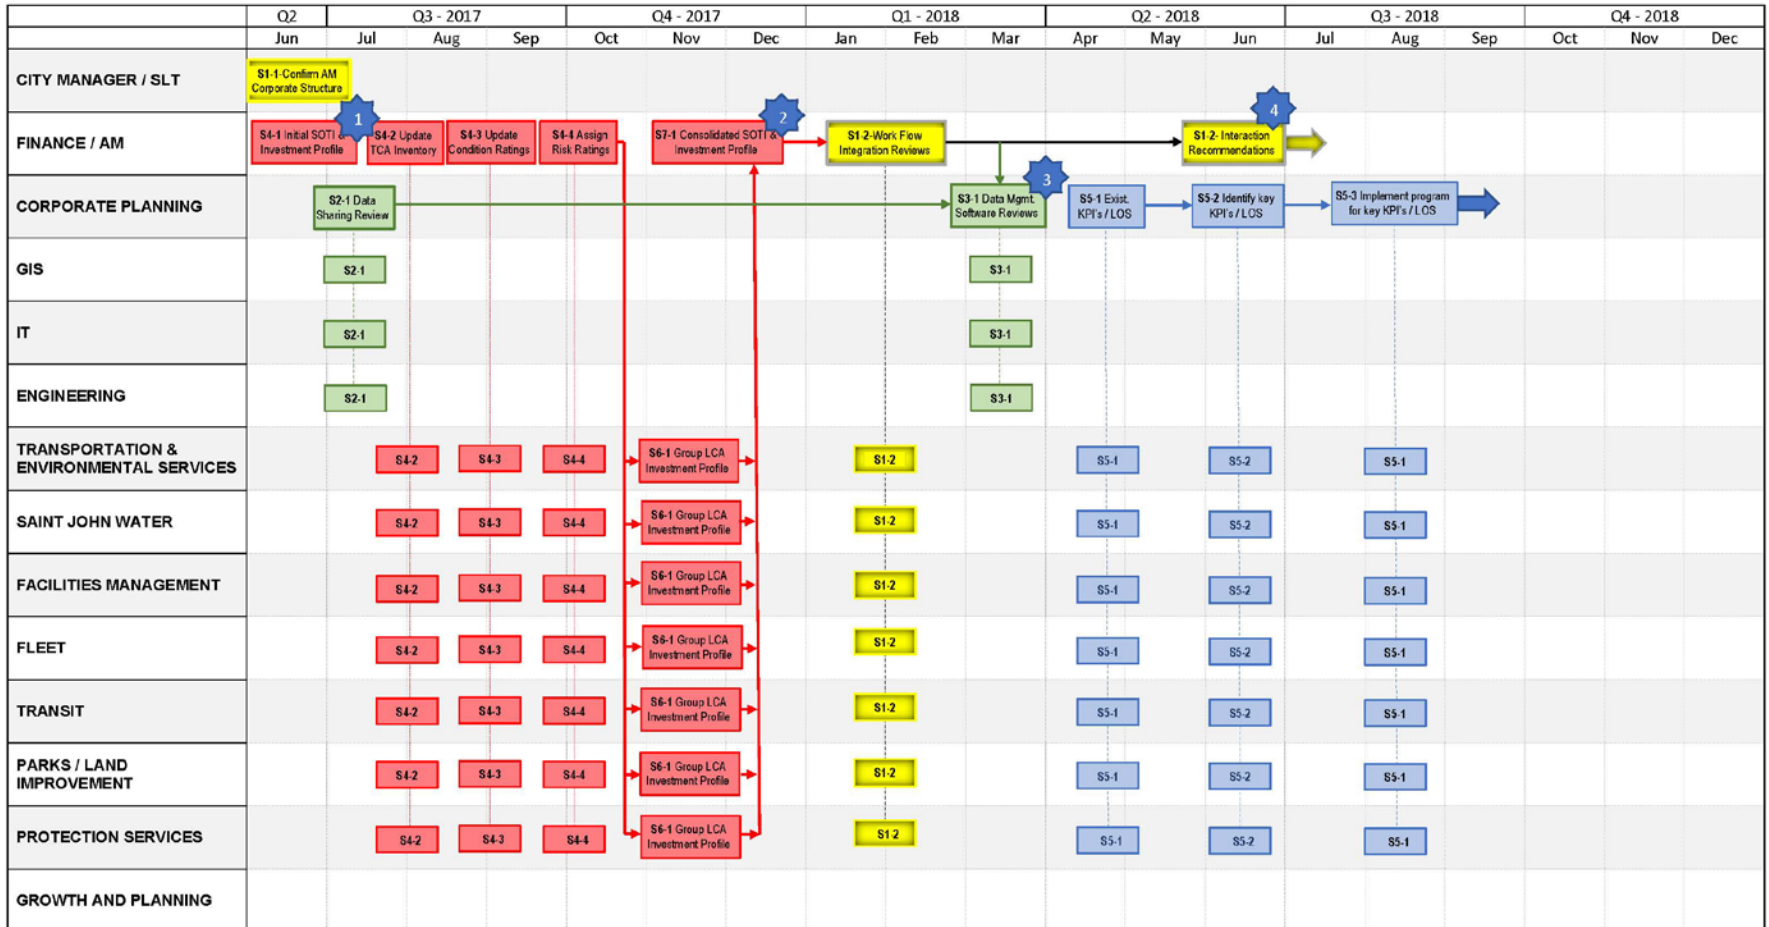 Q2 Q3 - 2017 Q4 - 2017 Q1 - 2018 Q2 - 2018 Q3 - 2018 Q4 - 2018
Jun Jul Aug Sep Oct Nov Dec Jan Feb Mar Apr May Jun Jul Aug Sep Oct Nov Dec
CITY MANAGER / SLT
S1-1-Confirm AM
Corporate Structure
1
2
4
FINANCE / AM
S4-1 Initial SOTI &
Investment Profile
S4-2 Update
TCA Inventory
S4-3 Update
Condition Ratings
S4-4 Assign
Risk Ratings
S7-1 Consolidated SOTI &
Investment Profile
S1-2-Work Flow
Integration Reviews
S1-2- Interaction
Recommendations
3
CORPORATE PLANNING
S2-1 Data
Sharing Review
S3-1 Data Mgmt.
Software Reviews
S5-1 Exist.
KPI's / LOS
S5-2 Identify key
KPI's / LOS
S5-3 Implement program
for key KPI's / LOS
GIS
S2-1
S3-1
IT
S2-1
S3-1
ENGINEERING
S2-1
S3-1
TRANSPORTATION &
ENVIRONMENTAL SERVICES
S4-2
S4-3
S4-4
S6-1 Group LCA
Investment Profile
S1-2
S5-1
S5-2
S5-1
SAINT JOHN WATER
S4-2
S4-3
S4-4
S6-1 Group LCA
Investment Profile
S1-2
S5-1
S5-2
S5-1
FACILITIES MANAGEMENT
S4-2
S4-3
S4-4
S6-1 Group LCA
Investment Profile
S1-2
S5-1
S5-2
S5-1
FLEET
S4-2
S4-3
S4-4
S6-1 Group LCA
Investment Profile
S1-2
S5-1
S5-2
S5-1
TRANSIT
S4-2
S4-3
S4-4
S6-1 Group LCA
Investment Profile
S1-2
S5-1
S5-2
S5-1
PARKS / LAND
IMPROVEMENT
S4-2
S4-3
S4-4
S6-1 Group LCA
Investment Profile
S1-2
S5-1
S5-2
S5-1
PROTECTION SERVICES
S4-2
S4-3
S4-4
S6-1 Group LCA
Investment Profile
S1-2
S5-1
S5-2
S5-1
GROWTH AND PLANNING